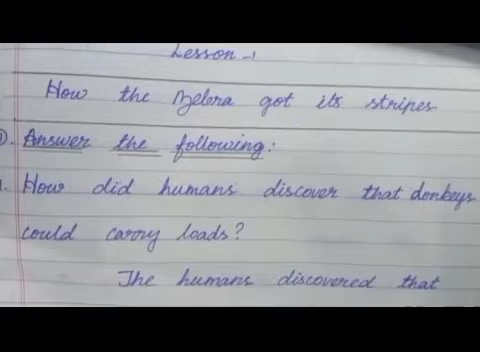 Lesson -1
How the Zebra got its stripes
Answer the following:
1. How did humans discover that donkeys
could carry loads?
The humans discovered that